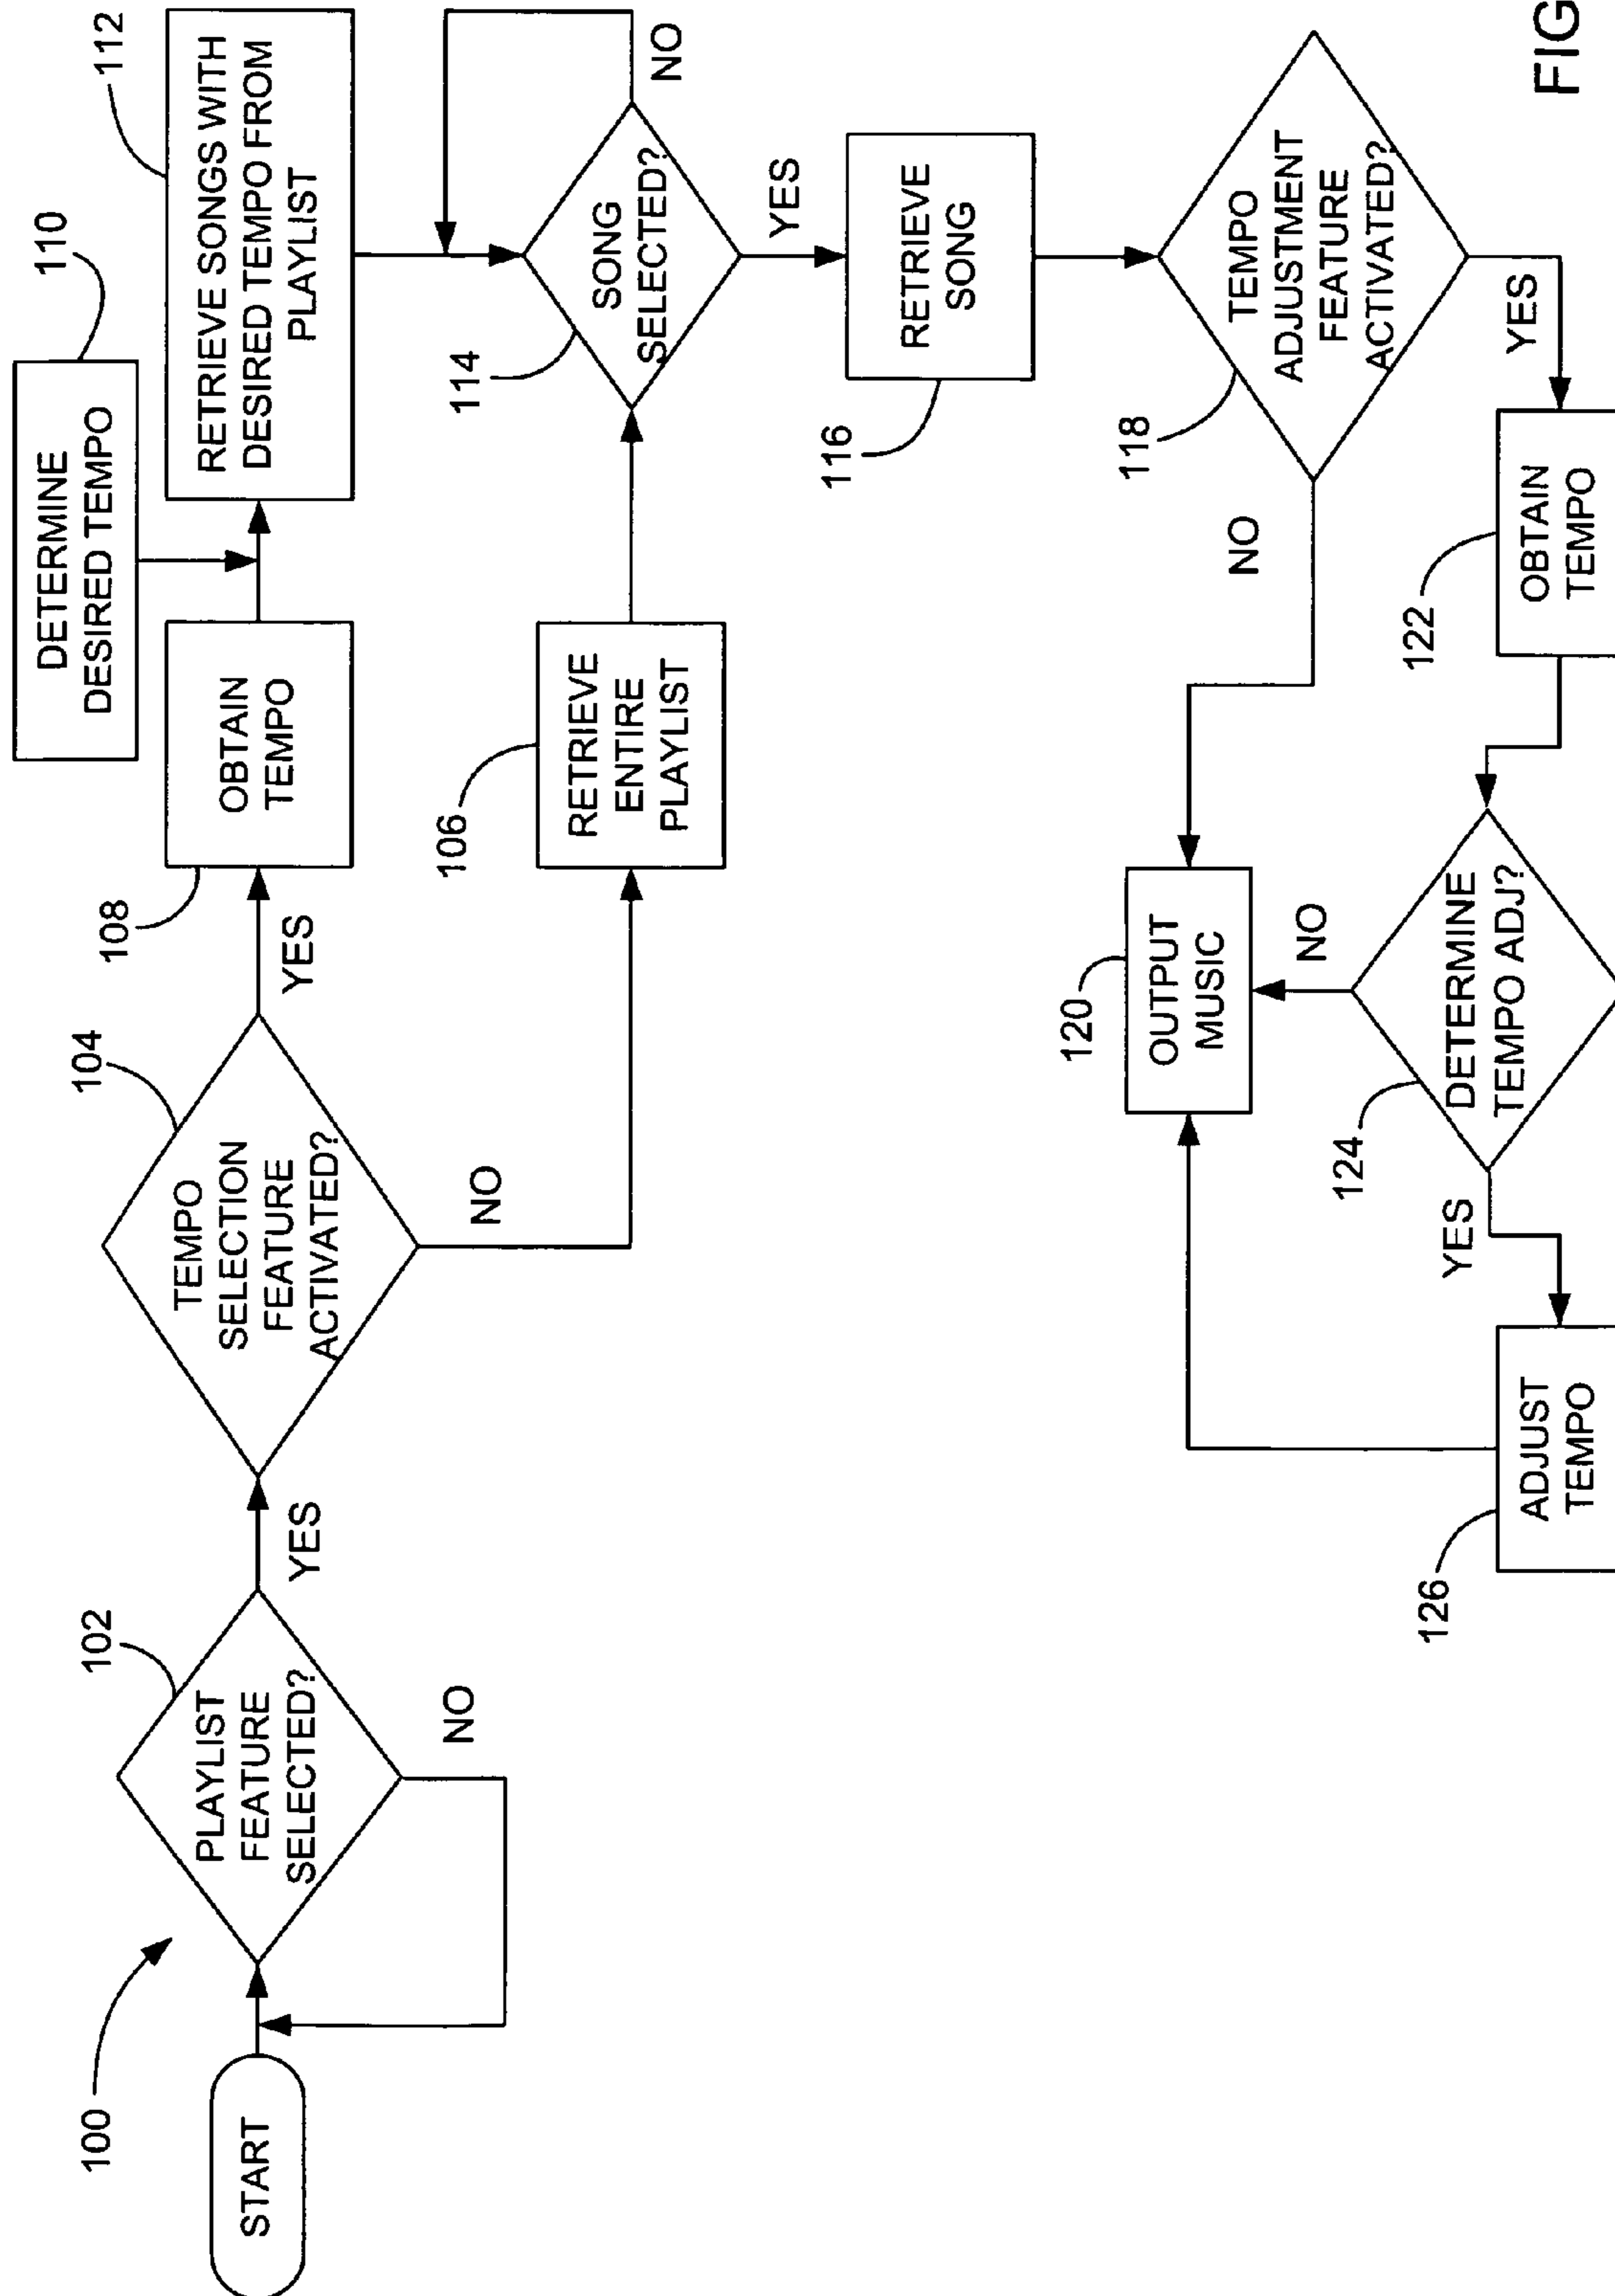 100
START
102
PLAYLIST
FEATURE
SELECTED?
NO
YES
104
TEMPO
SELECTION
FEATURE
ACTIVATED?
NO
YES
108
OBTAIN
TEMPO
110
DETERMINE
DESIRED TEMPO
112
RETRIEVE SONGS WITH
DESIRED TEMPO FROM
PLAYLIST
106
RETRIEVE
ENTIRE
PLAYLIST
114
SONG
SELECTED?
NO
YES
116
RETRIEVE
SONG
118
TEMPO
ADJUSTMENT
FEATURE
ACTIVATED?
NO
YES
120
OUTPUT
MUSIC
122
OBTAIN
TEMPO
124
DETERMINE
TEMPO ADJ?
NO
YES
126
ADJUST
TEMPO
FIG